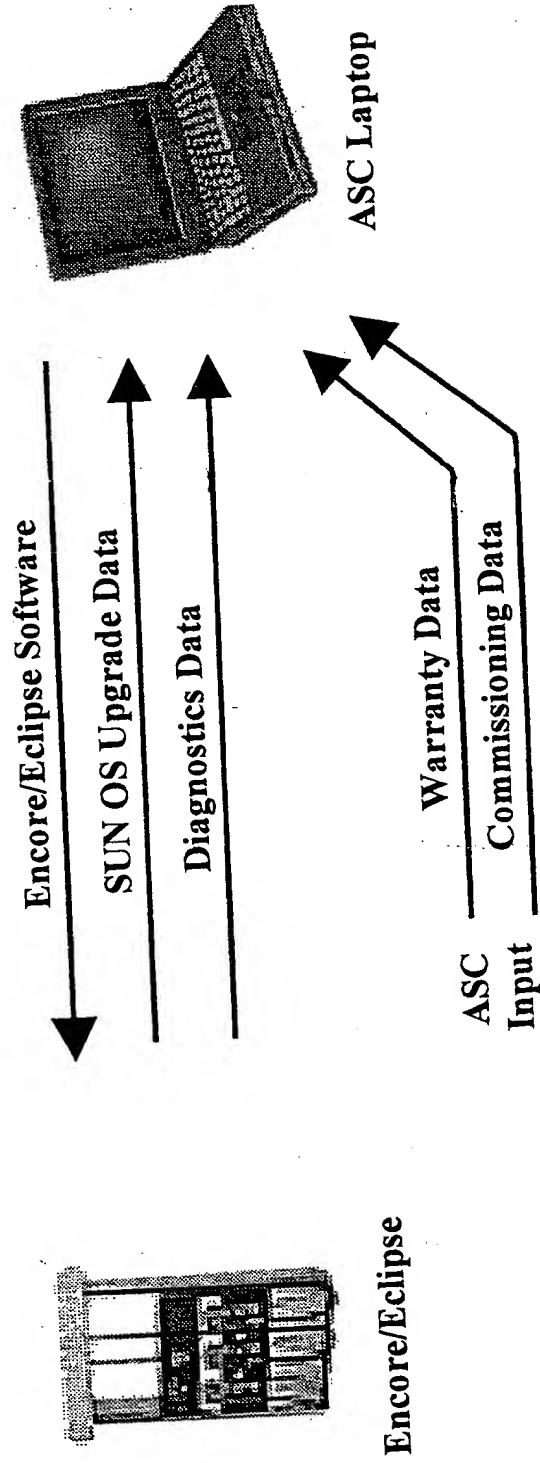 Encore/Eclipse Software
SUN OS Upgrade Data
Diagnostics Data
ASC Laptop
Encore/Eclipse
ASC
Input
Warranty Data
Commissioning Data